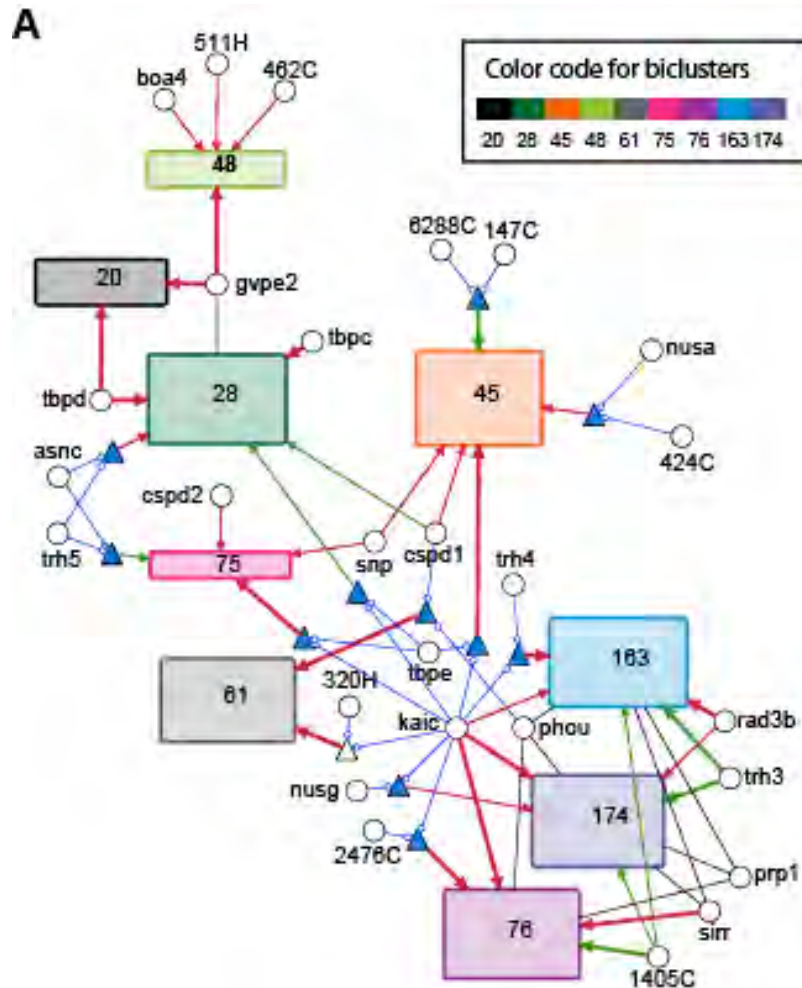 A
511H
boa4
462C
Color code for biclusters
20 28 45 48 61 75 76 163 174
48
6288C 147C
20
gvpe2
tbpc
nusa
28
45
tbpd
424C
asnc
cspd2
trh5
75
snp
cspd1
trh4
tbpe
163
61
320H
kaic
phou
rad3b
trh3
nusg
174
2476C
prp1
sirr
76
1405C